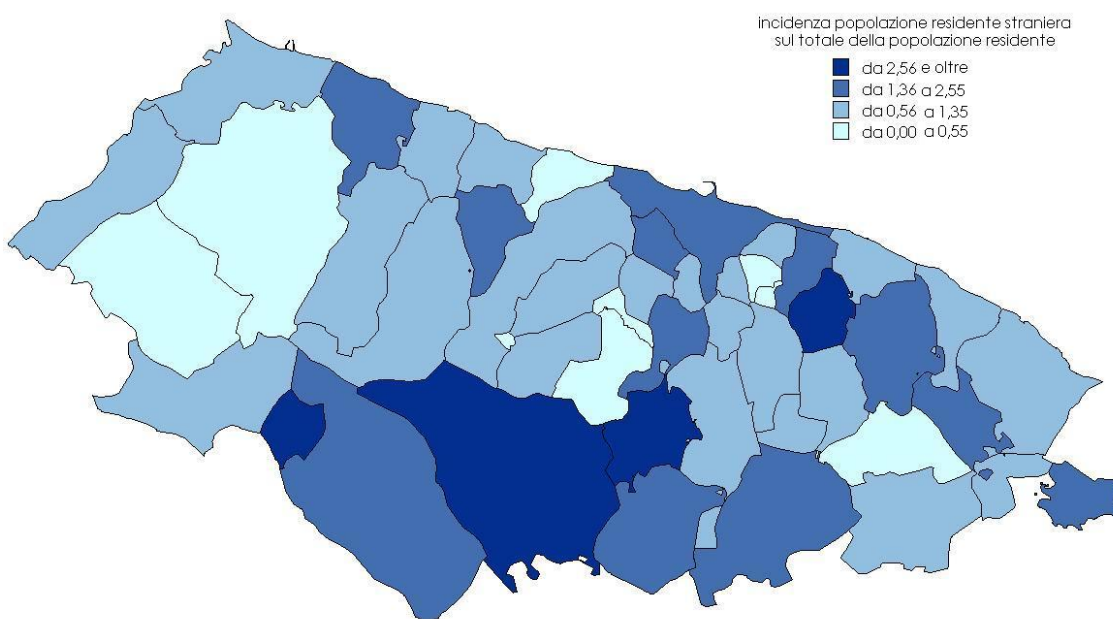 incidenza popolazione residente straniera
sul totale della popolazione residente
da 2,56 e oltre
da 1,36 a 2,55
da 0,56 a 1,35
da 0,00 a 0,55